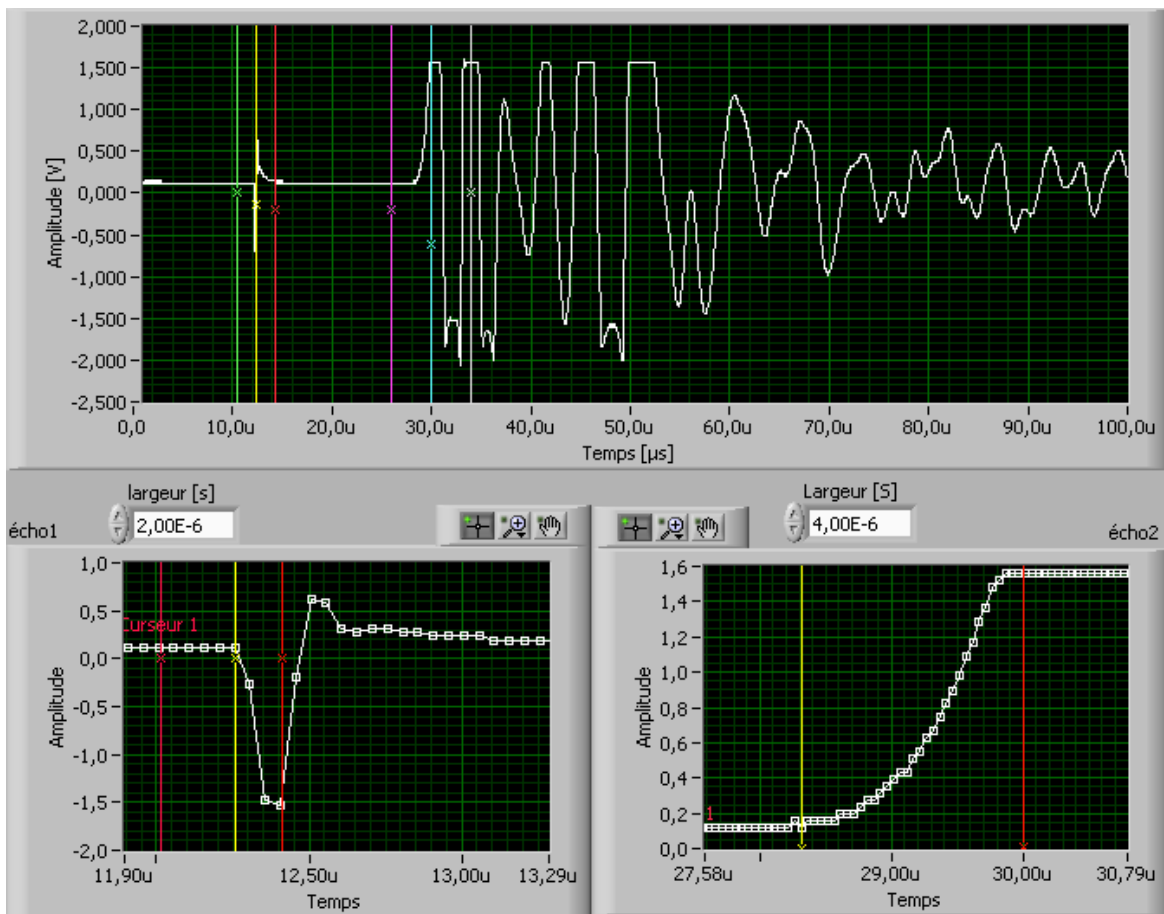 2,000
1,500
1,000
0,500
0,000
-0,500
-1,000
-1,500
-2,000
-2,500
Amplitude [V]
0,0 10,0u 20,0u 30,0u 40,0u 50,0u 60,0u 70,0u 80,0u 90,0u 100,0u
Temps [µs]
écho1
largeur [s]
2,00E-6
1,0
0,5
0,0
-0,5
-1,0
-1,5
-2,0
Amplitude
Curseur 1
11,90u 12,50u 13,00u 13,29u
Temps
Largeur [S]
4,00E-6
écho2
1,6
1,4
1,2
1,0
0,8
0,6
0,4
0,2
0,0
Amplitude
1
27,58u 29,00u 30,00u 30,79u
Temps